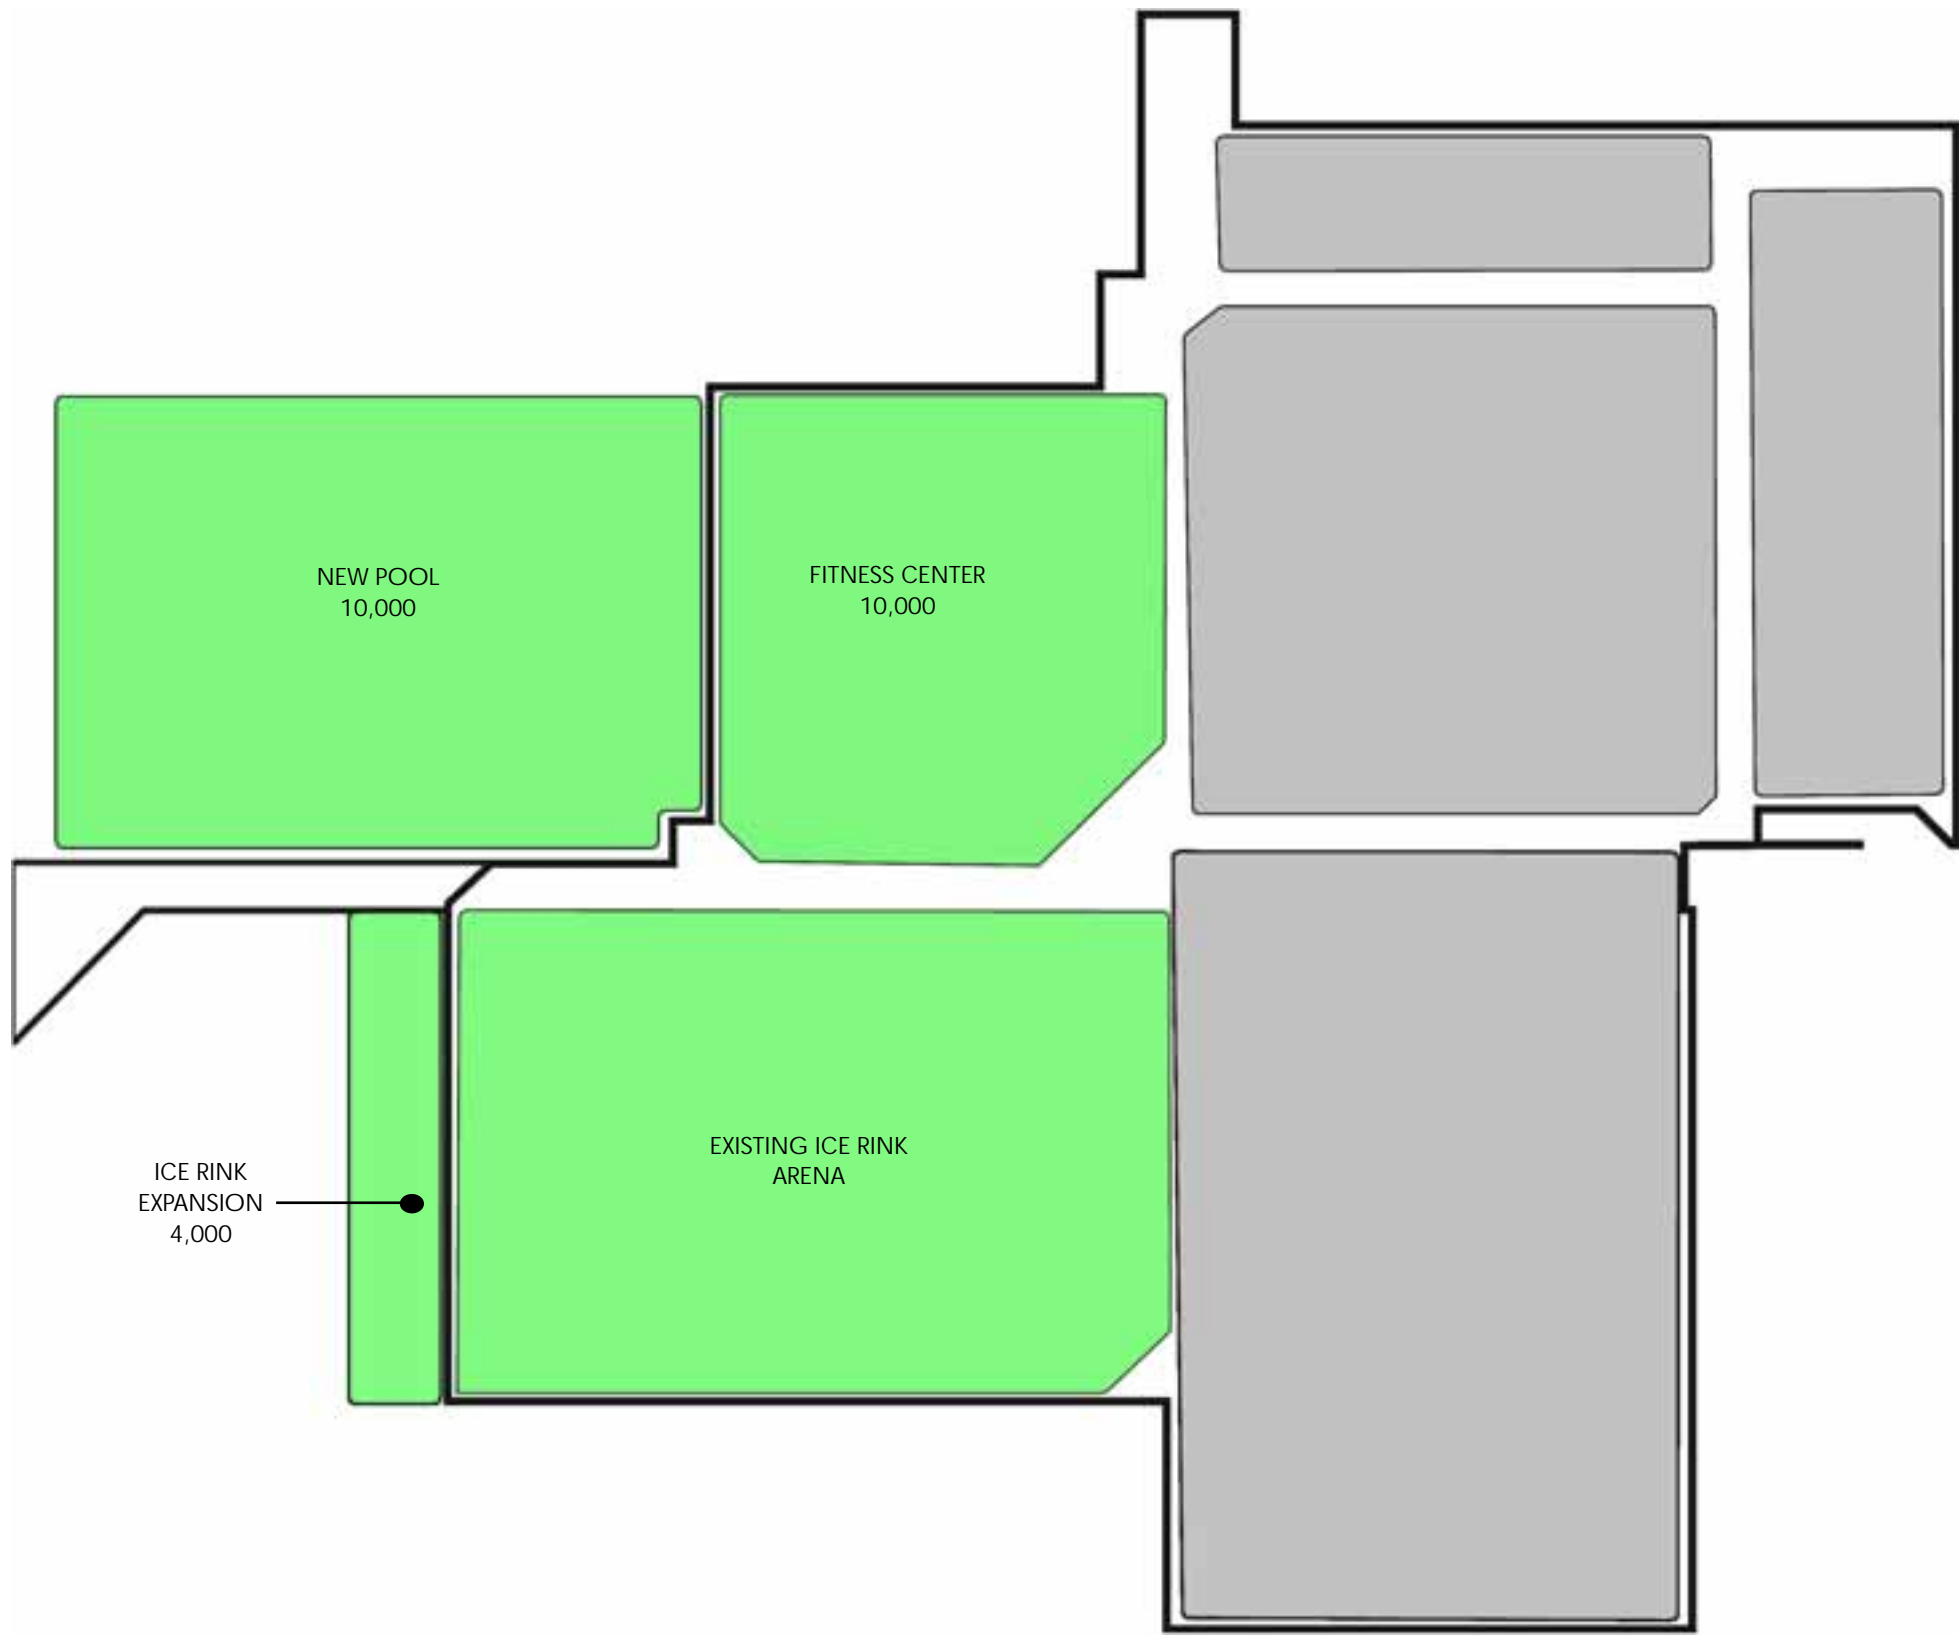 NEW POOL
10,000
FITNESS CENTER
10,000
EXISTING ICE RINK
ARENA
ICE RINK
EXPANSION
4,000